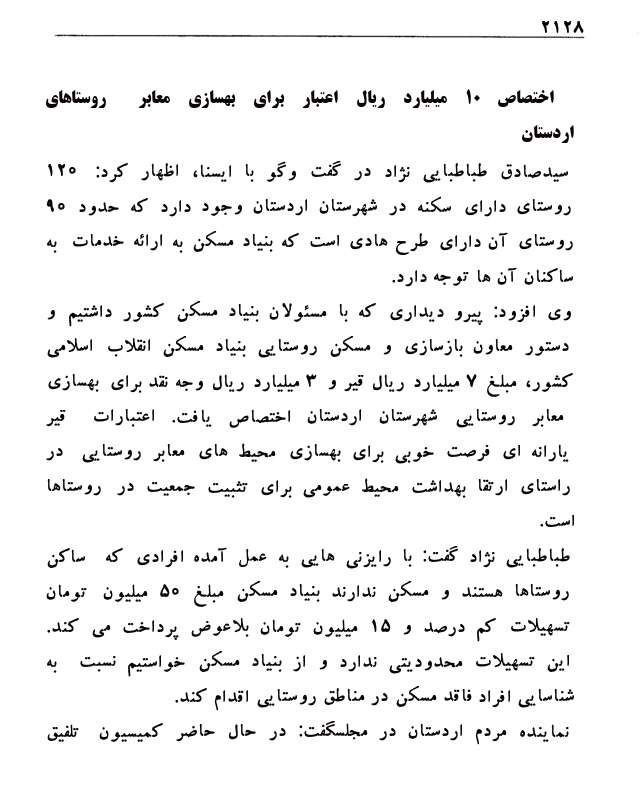 ۲۱۲۸
اختصاص ۱۰ میلیارد ریال اعتبار برای بهسازی معابر روستاهای
اردستان
سیدصادق طباطبایی نژاد در گفت وگو با ایسنا، اظهار کرد: ۱۲۰
روستای دارای سکنه در شهرستان اردستان وجود دارد که حدود ۹۰
روستای آن دارای طرح هادی است که بنیاد مسکن به ارائه خدمات به
ساکنان آن ها توجه دارد.
وی افزود: پیرو دیداری که با مسئولان بنیاد مسکن کشور داشتیم و
دستور معاون بازسازی و مسکن روستایی بنیاد مسکن انقلاب اسلامی
کشور، مبلغ ۷ میلیارد ریال قیر و ۳ میلیارد ریال وجه نقد برای بهسازی
معابر روستایی شهرستان اردستان اختصاص یافت. اعتبارات قیر
یارانه ای فرصت خوبی برای بهسازی محیط های معابر روستایی در
راستای ارتقا بهداشت محیط عمومی برای تثبیت جمعیت در روستاها
است.
طباطبایی نژاد گفت: با رایزنی هایی به عمل آمده افرادی که ساکن
روستاها هستند و مسکن ندارند بنیاد مسکن مبلغ ۵۰ میلیون تومان
تسهیلات کم درصد و ۱۵ میلیون تومان بلاعوض پرداخت می کند.
این تسهیلات محدودیتی ندارد و از بنیاد مسکن خواستیم نسبت به
شناسایی افراد فاقد مسکن در مناطق روستایی اقدام کند.
نماینده مردم اردستان در مجلسگفت: در حال حاضر کمیسیون تلفیق